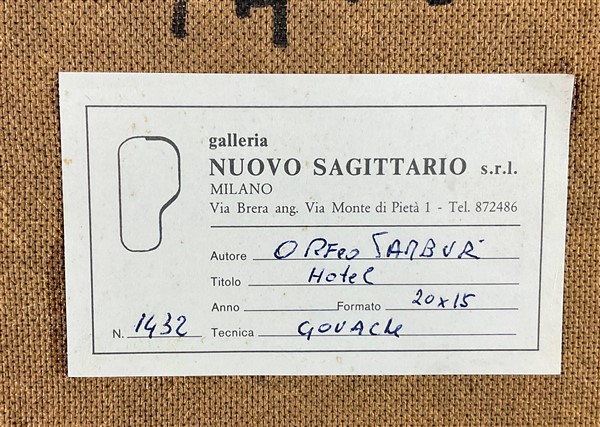 galleria
NUOVO SAGITTARIO s.r.l.
MILANO
Via Brera ang. Via Monte di Pietà 1 - Tel. 872486
Autore ORFeo TAMBURi
Titolo Hotel
Anno Formato 20x15
N. 1432 Tecnica GOUACHe